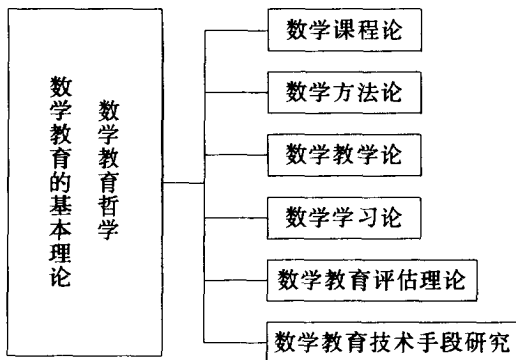 数学教育的基本理论
数学教育哲学
数学课程论
数学方法论
数学教学论
数学学习论
数学教育评估理论
数学教育技术手段研究